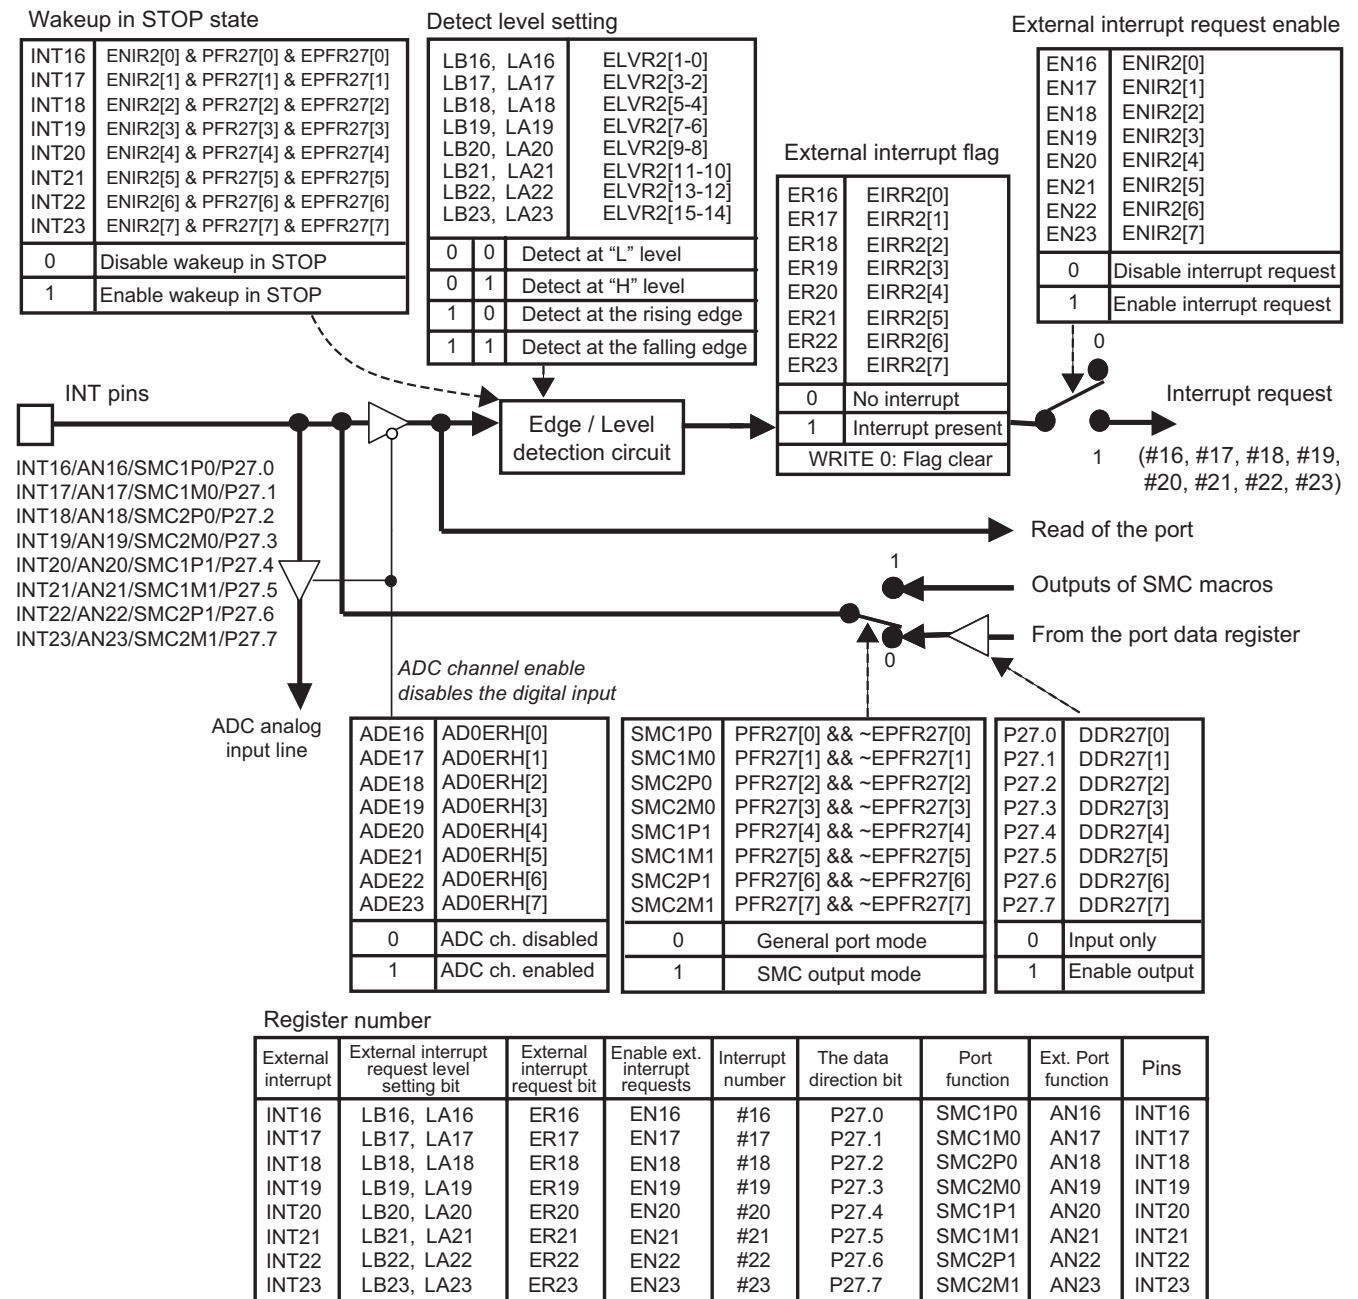 Wakeup in STOP state
INT16 ENIR2[0] & PFR27[0] & EPFR27[0]
INT17 ENIR2[1] & PFR27[1] & EPFR27[1]
INT18 ENIR2[2] & PFR27[2] & EPFR27[2]
INT19 ENIR2[3] & PFR27[3] & EPFR27[3]
INT20 ENIR2[4] & PFR27[4] & EPFR27[4]
INT21 ENIR2[5] & PFR27[5] & EPFR27[5]
INT22 ENIR2[6] & PFR27[6] & EPFR27[6]
INT23 ENIR2[7] & PFR27[7] & EPFR27[7]
0 Disable wakeup in STOP
1 Enable wakeup in STOP
Detect level setting
LB16, LA16 ELVR2[1-0]
LB17, LA17 ELVR2[3-2]
LB18, LA18 ELVR2[5-4]
LB19, LA19 ELVR2[7-6]
LB20, LA20 ELVR2[9-8]
LB21, LA21 ELVR2[11-10]
LB22, LA22 ELVR2[13-12]
LB23, LA23 ELVR2[15-14]
0 0 Detect at “L” level
0 1 Detect at “H” level
1 0 Detect at the rising edge
1 1 Detect at the falling edge
External interrupt flag
ER16 EIRR2[0]
ER17 EIRR2[1]
ER18 EIRR2[2]
ER19 EIRR2[3]
ER20 EIRR2[4]
ER21 EIRR2[5]
ER22 EIRR2[6]
ER23 EIRR2[7]
0 No interrupt
1 Interrupt present
WRITE 0: Flag clear
External interrupt request enable
EN16 ENIR2[0]
EN17 ENIR2[1]
EN18 ENIR2[2]
EN19 ENIR2[3]
EN20 ENIR2[4]
EN21 ENIR2[5]
EN22 ENIR2[6]
EN23 ENIR2[7]
0 Disable interrupt request
1 Enable interrupt request
0
1
Interrupt request
(#16, #17, #18, #19,
#20, #21, #22, #23)
INT pins
Edge / Level
detection circuit
INT16/AN16/SMC1P0/P27.0
INT17/AN17/SMC1M0/P27.1
INT18/AN18/SMC2P0/P27.2
INT19/AN19/SMC2M0/P27.3
INT20/AN20/SMC1P1/P27.4
INT21/AN21/SMC1M1/P27.5
INT22/AN22/SMC2P1/P27.6
INT23/AN23/SMC2M1/P27.7
Read of the port
1
Outputs of SMC macros
From the port data register
0
ADC channel enable
disables the digital input
ADC analog
input line
ADE16 AD0ERH[0]
ADE17 AD0ERH[1]
ADE18 AD0ERH[2]
ADE19 AD0ERH[3]
ADE20 AD0ERH[4]
ADE21 AD0ERH[5]
ADE22 AD0ERH[6]
ADE23 AD0ERH[7]
0 ADC ch. disabled
1 ADC ch. enabled
SMC1P0 PFR27[0] && ~EPFR27[0]
SMC1M0 PFR27[1] && ~EPFR27[1]
SMC2P0 PFR27[2] && ~EPFR27[2]
SMC2M0 PFR27[3] && ~EPFR27[3]
SMC1P1 PFR27[4] && ~EPFR27[4]
SMC1M1 PFR27[5] && ~EPFR27[5]
SMC2P1 PFR27[6] && ~EPFR27[6]
SMC2M1 PFR27[7] && ~EPFR27[7]
0 General port mode
1 SMC output mode
P27.0 DDR27[0]
P27.1 DDR27[1]
P27.2 DDR27[2]
P27.3 DDR27[3]
P27.4 DDR27[4]
P27.5 DDR27[5]
P27.6 DDR27[6]
P27.7 DDR27[7]
0 Input only
1 Enable output
Register number
External interrupt External interrupt request level setting bit External interrupt request bit Enable ext. interrupt requests Interrupt number The data direction bit Port function Ext. Port function Pins
INT16 LB16, LA16 ER16 EN16 #16 P27.0 SMC1P0 AN16 INT16
INT17 LB17, LA17 ER17 EN17 #17 P27.1 SMC1M0 AN17 INT17
INT18 LB18, LA18 ER18 EN18 #18 P27.2 SMC2P0 AN18 INT18
INT19 LB19, LA19 ER19 EN19 #19 P27.3 SMC2M0 AN19 INT19
INT20 LB20, LA20 ER20 EN20 #20 P27.4 SMC1P1 AN20 INT20
INT21 LB21, LA21 ER21 EN21 #21 P27.5 SMC1M1 AN21 INT21
INT22 LB22, LA22 ER22 EN22 #22 P27.6 SMC2P1 AN22 INT22
INT23 LB23, LA23 ER23 EN23 #23 P27.7 SMC2M1 AN23 INT23